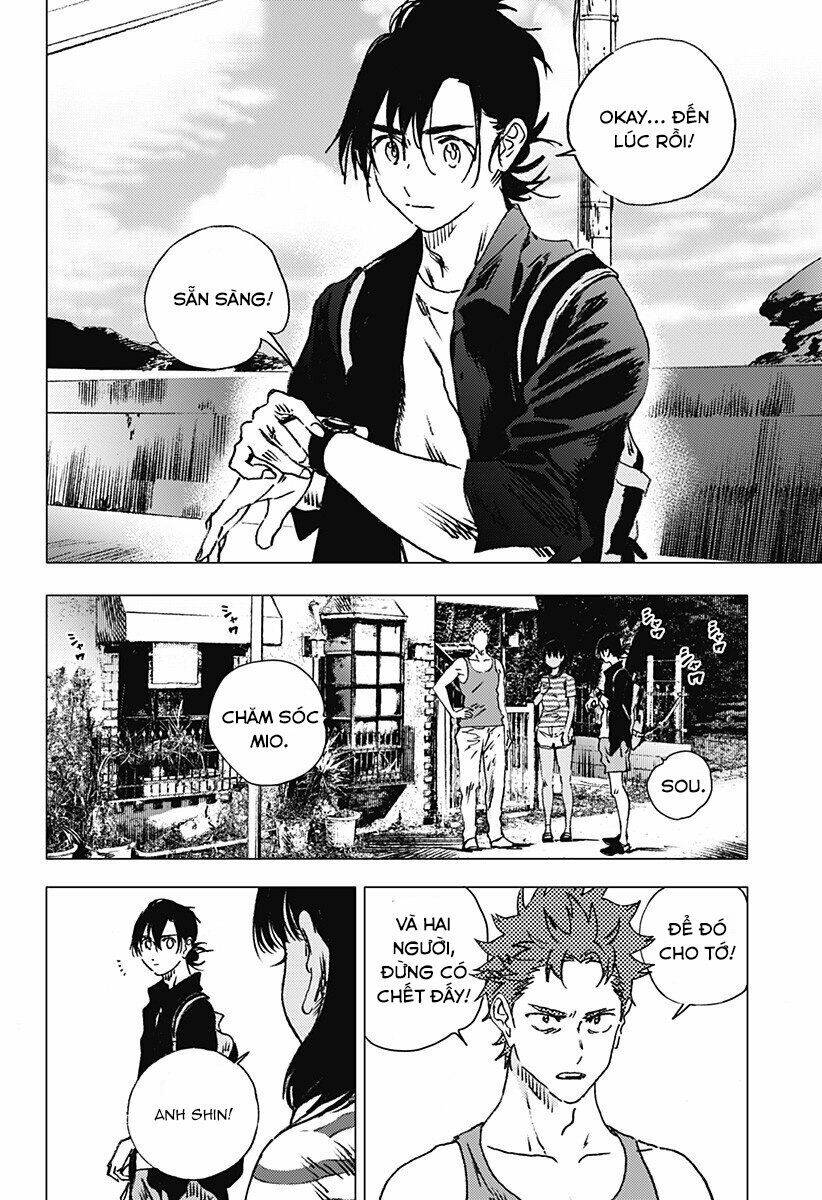 OKAY... ĐẾN
LÚC RỒI!
SẴN SÀNG!
SOU.
CHĂM SÓC
MIO.
ĐỂ ĐÓ
CHO TỚ!
VÀ HAI
NGƯỜI,
ĐỪNG CÓ
CHẾT ĐẤY!
ANH SHIN!